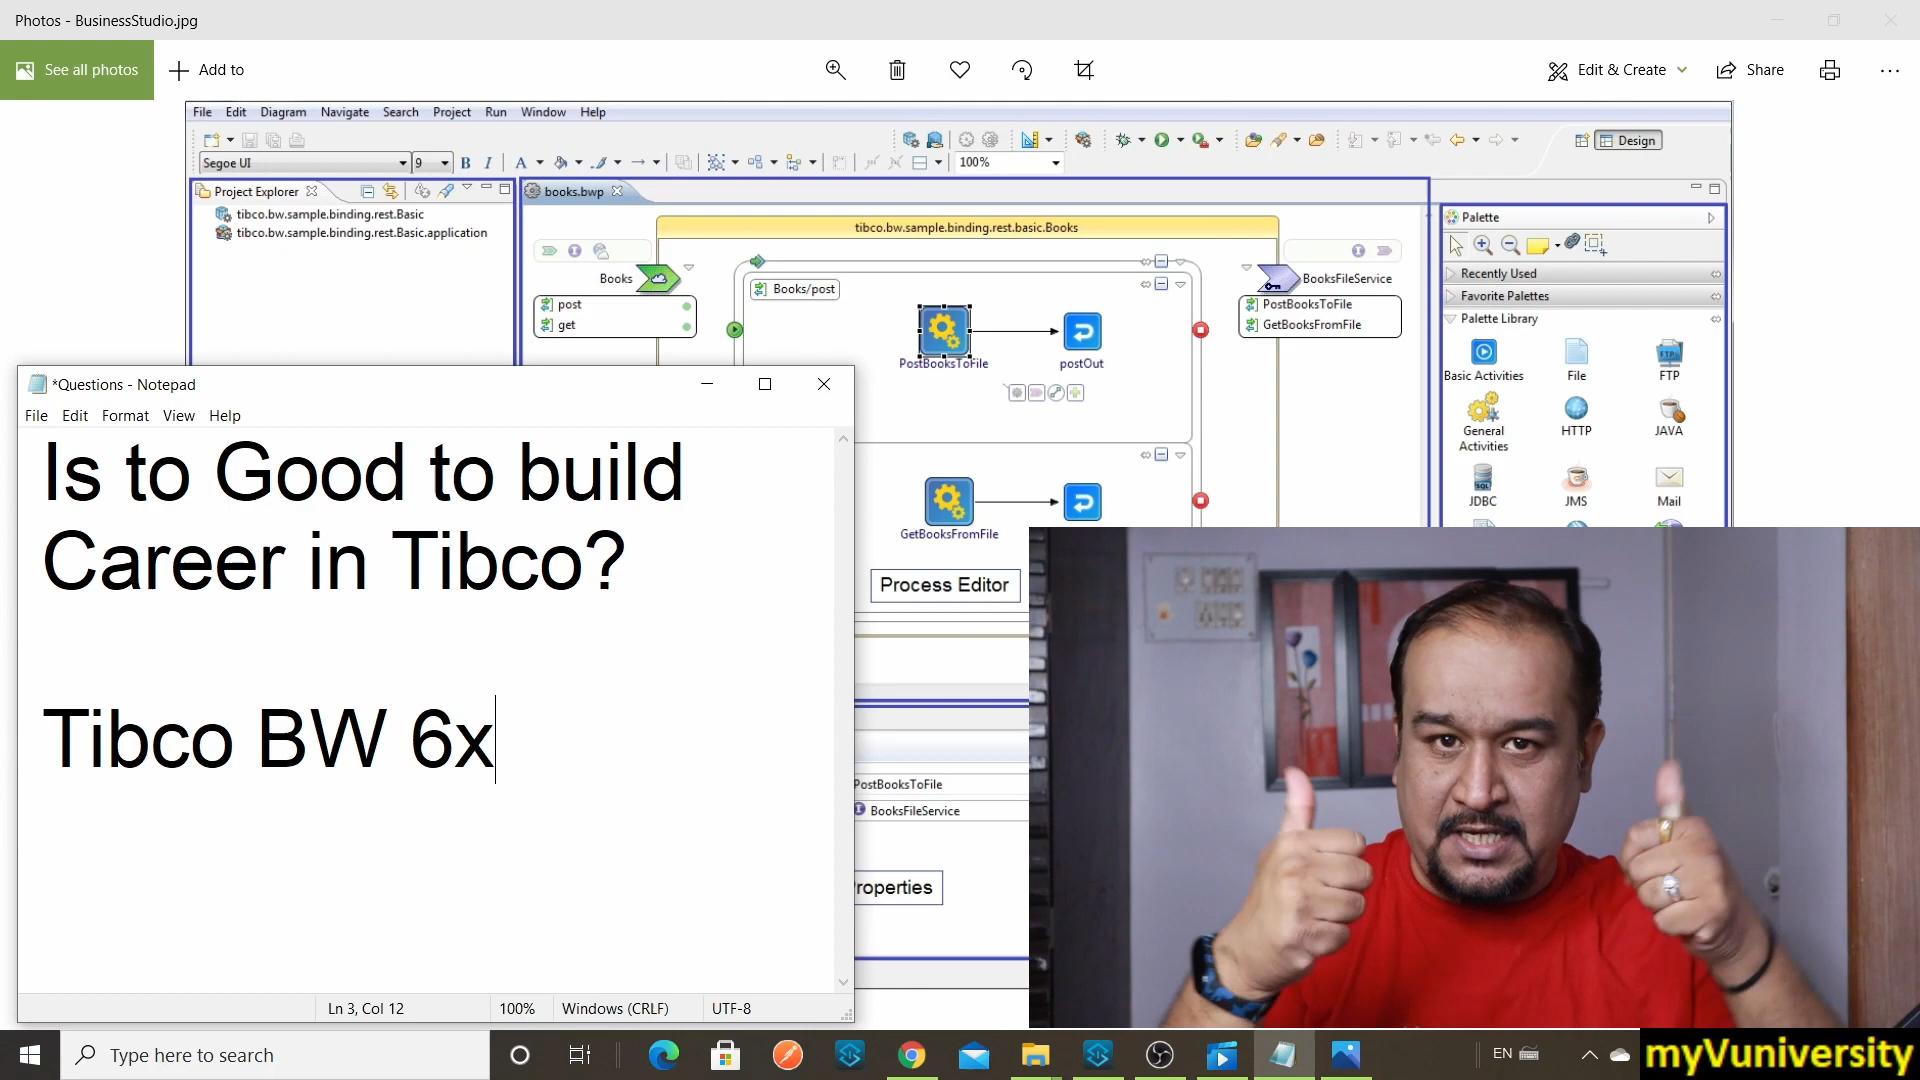 Photos - BusinessStudio.jpg
See all photos
Add to
Edit & Create
Share
File Edit Diagram Navigate Search Project Run Window Help
Design
Segoe UI 9 B I A 100%
Project Explorer
books.bwp
tibco.bw.sample.binding.rest.Basic
tibco.bw.sample.binding.rest.Basic.application
tibco.bw.sample.binding.rest.basic.Books
Palette
Books
post
get
Books/post
PostBooksToFile
postOut
BooksFileService
PostBooksToFile
GetBooksFromFile
Recently Used
Favorite Palettes
Palette Library
Basic Activities
File
FTP
General Activities
HTTP
JAVA
JDBC
JMS
Mail
SQL
FTP
GetBooksFromFile
Process Editor
PostBooksToFile
BooksFileService
roperties
*Questions - Notepad
File Edit Format View Help
Is to Good to build
Career in Tibco?
Tibco BW 6x
Ln 3, Col 12
100%
Windows (CRLF)
UTF-8
Type here to search
EN
myVuniversity